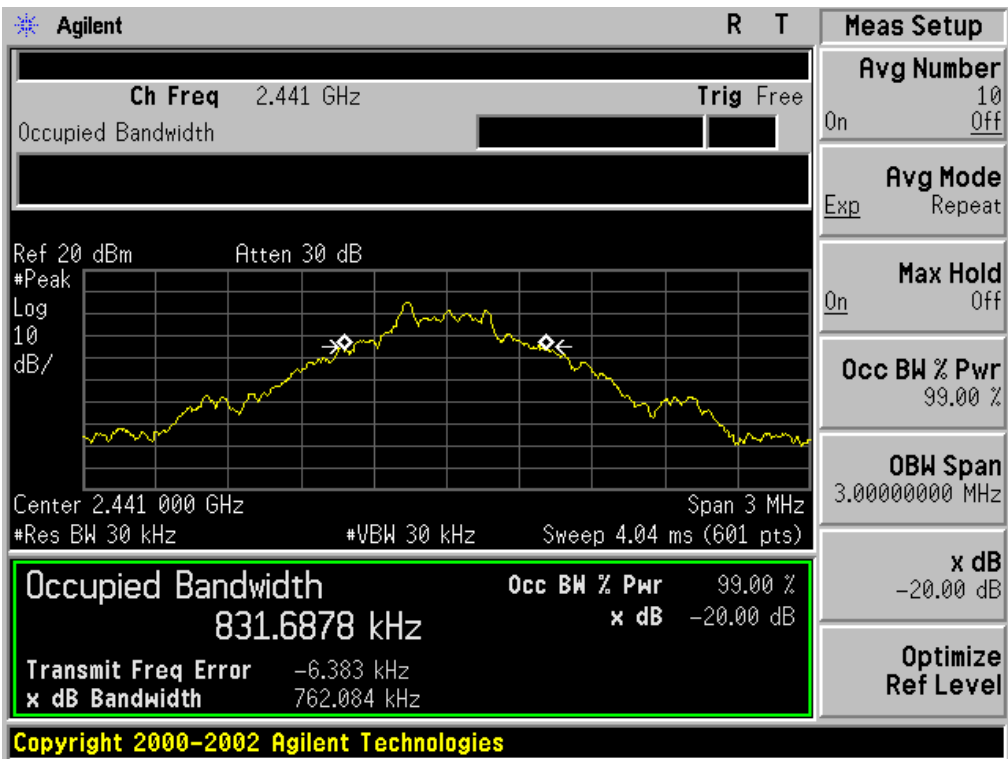 Agilent R T
Ch Freq 2.441 GHz Trig Free
Occupied Bandwidth
Ref 20 dBm Atten 30 dB
#Peak
Log
10
dB/
Center 2.441 000 GHz Span 3 MHz
#Res BW 30 kHz #VBW 30 kHz Sweep 4.04 ms (601 pts)
Occupied Bandwidth
831.6878 kHz
Occ BW % Pwr 99.00 %
x dB -20.00 dB
Transmit Freq Error -6.383 kHz
x dB Bandwidth 762.084 kHz
Copyright 2000-2002 Agilent Technologies
Meas Setup
Avg Number
10
On Off
Avg Mode
Exp Repeat
Max Hold
On Off
Occ BW % Pwr
99.00 %
OBW Span
3.00000000 MHz
x dB
-20.00 dB
Optimize
Ref Level